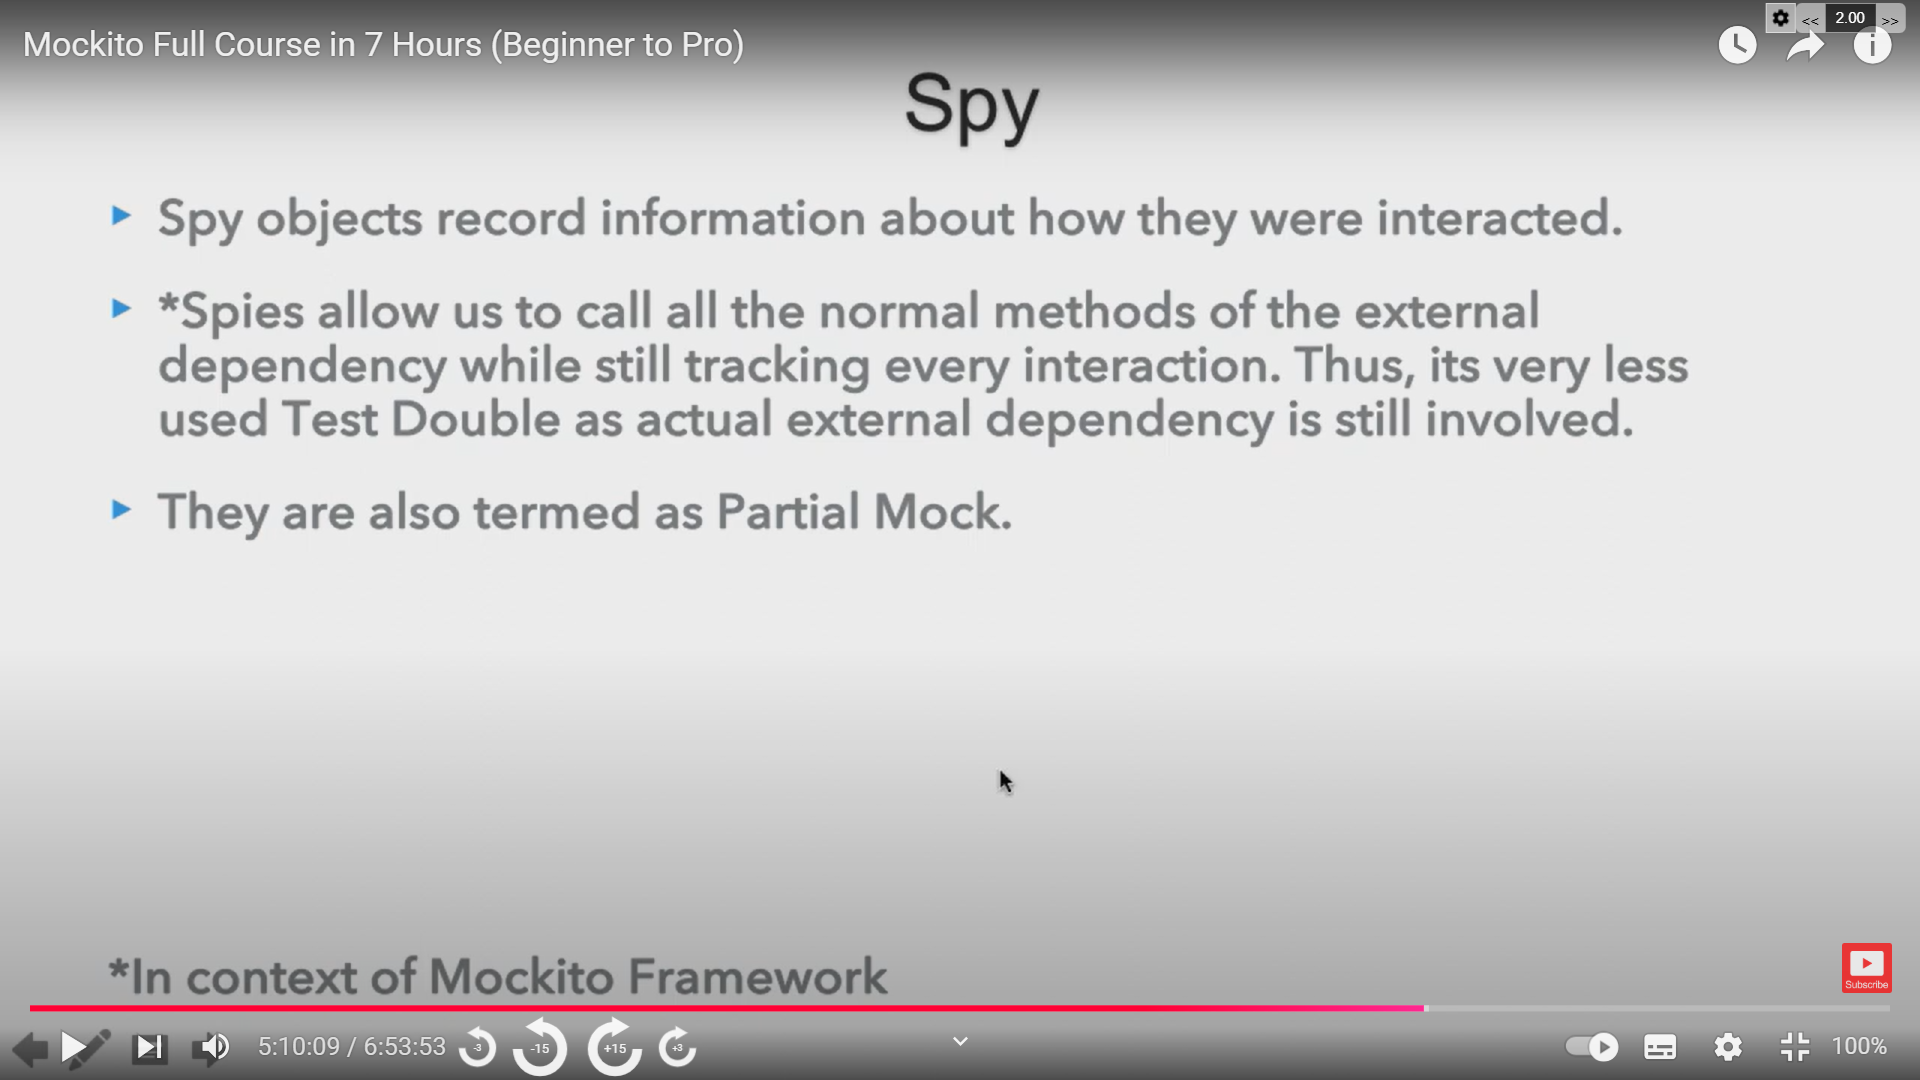 << 2.00 >>
Mockito Full Course in 7 Hours (Beginner to Pro)
Spy
Spy objects record information about how they were interacted.
*Spies allow us to call all the normal methods of the external
dependency while still tracking every interaction. Thus, its very less
used Test Double as actual external dependency is still involved.
They are also termed as Partial Mock.
*In context of Mockito Framework
Subscribe
5:10:09 / 6:53:53 -3 -15 +15 +3 100%